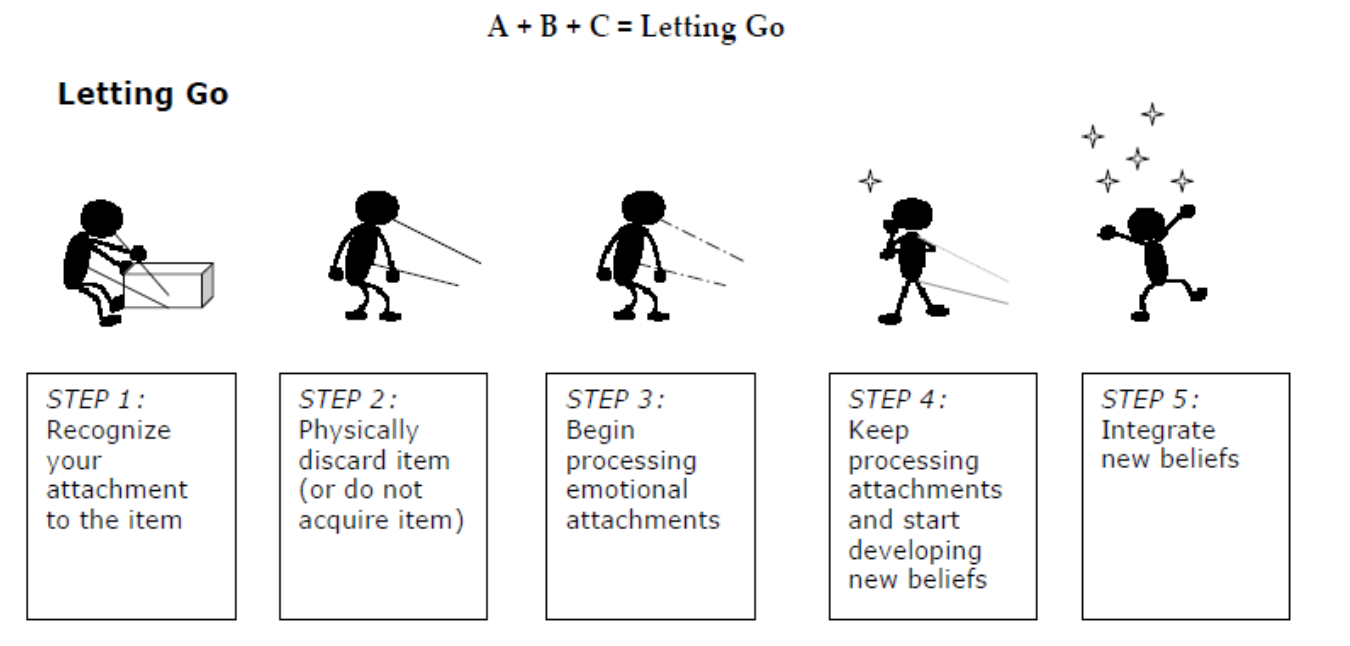 A + B + C = Letting Go
Letting Go
STEP 1:
Recognize
your
attachment
to the item
STEP 2:
Physically
discard item
(or do not
acquire item)
STEP 3:
Begin
processing
emotional
attachments
STEP 4:
Keep
processing
attachments
and start
developing
new beliefs
STEP 5:
Integrate
new beliefs